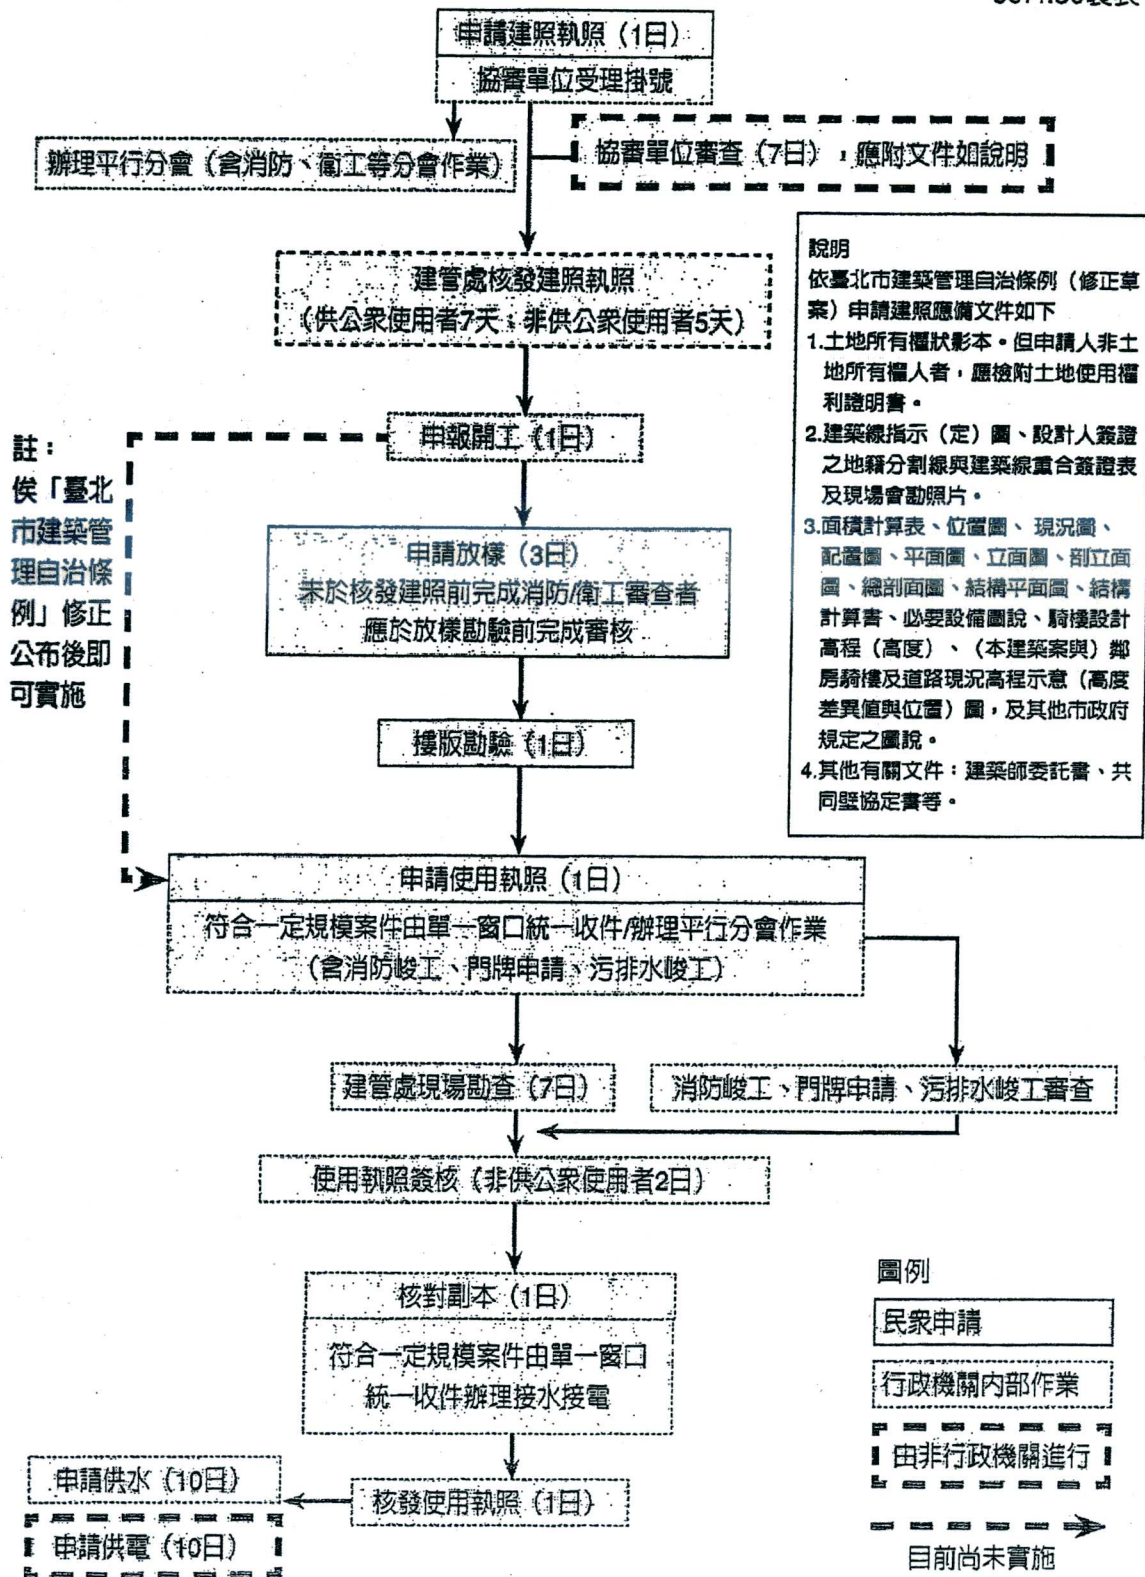 申請建照執照（1日）
協審單位受理掛號
辦理平行分會（含消防、衛工等分會作業）
協審單位審查（7日），應附文件如說明
建管處核發建照執照
（供公眾使用者7天；非供公眾使用者5天）
申報開工（1日）
註：
俟「臺北
市建築管
理自治條
例」修正
公布後即
可實施
申請放樣（3日）
未於核發建照前完成消防/衛工審查者
應於放樣勘驗前完成審核
樓版勘驗（1日）
說明
依臺北市建築管理自治條例（修正草
案）申請建照應備文件如下
1.土地所有權狀影本。但申請人非土
地所有權人者，應檢附土地使用權
利證明書。
2.建築線指示（定）圖、設計人簽證
之地籍分割線與建築線重合簽證表
及現場會勘照片。
3.面積計算表、位置圖、現況圖、
配置圖、平面圖、立面圖、剖立面
圖、總剖面圖、結構平面圖、結構
計算書、必要設備圖說、騎樓設計
高程（高度）、（本建築案與）鄰
房騎樓及道路現況高程示意（高度
差異值與位置）圖，及其他市政府
規定之圖說。
4.其他有關文件：建築師委託書、共
同壁協定書等。
申請使用執照（1日）
符合一定規模案件由單一窗口統一收件/辦理平行分會作業
（含消防峻工、門牌申請、污排水峻工）
建管處現場勘查（7日）
消防峻工、門牌申請、污排水峻工審查
使用執照簽核（非供公眾使用者2日）
核對副本（1日）
符合一定規模案件由單一窗口
統一收件辦理接水接電
核發使用執照（1日）
申請供水（10日）
申請供電（10日）
圖例
民眾申請
行政機關內部作業
由非行政機關進行
目前尚未實施